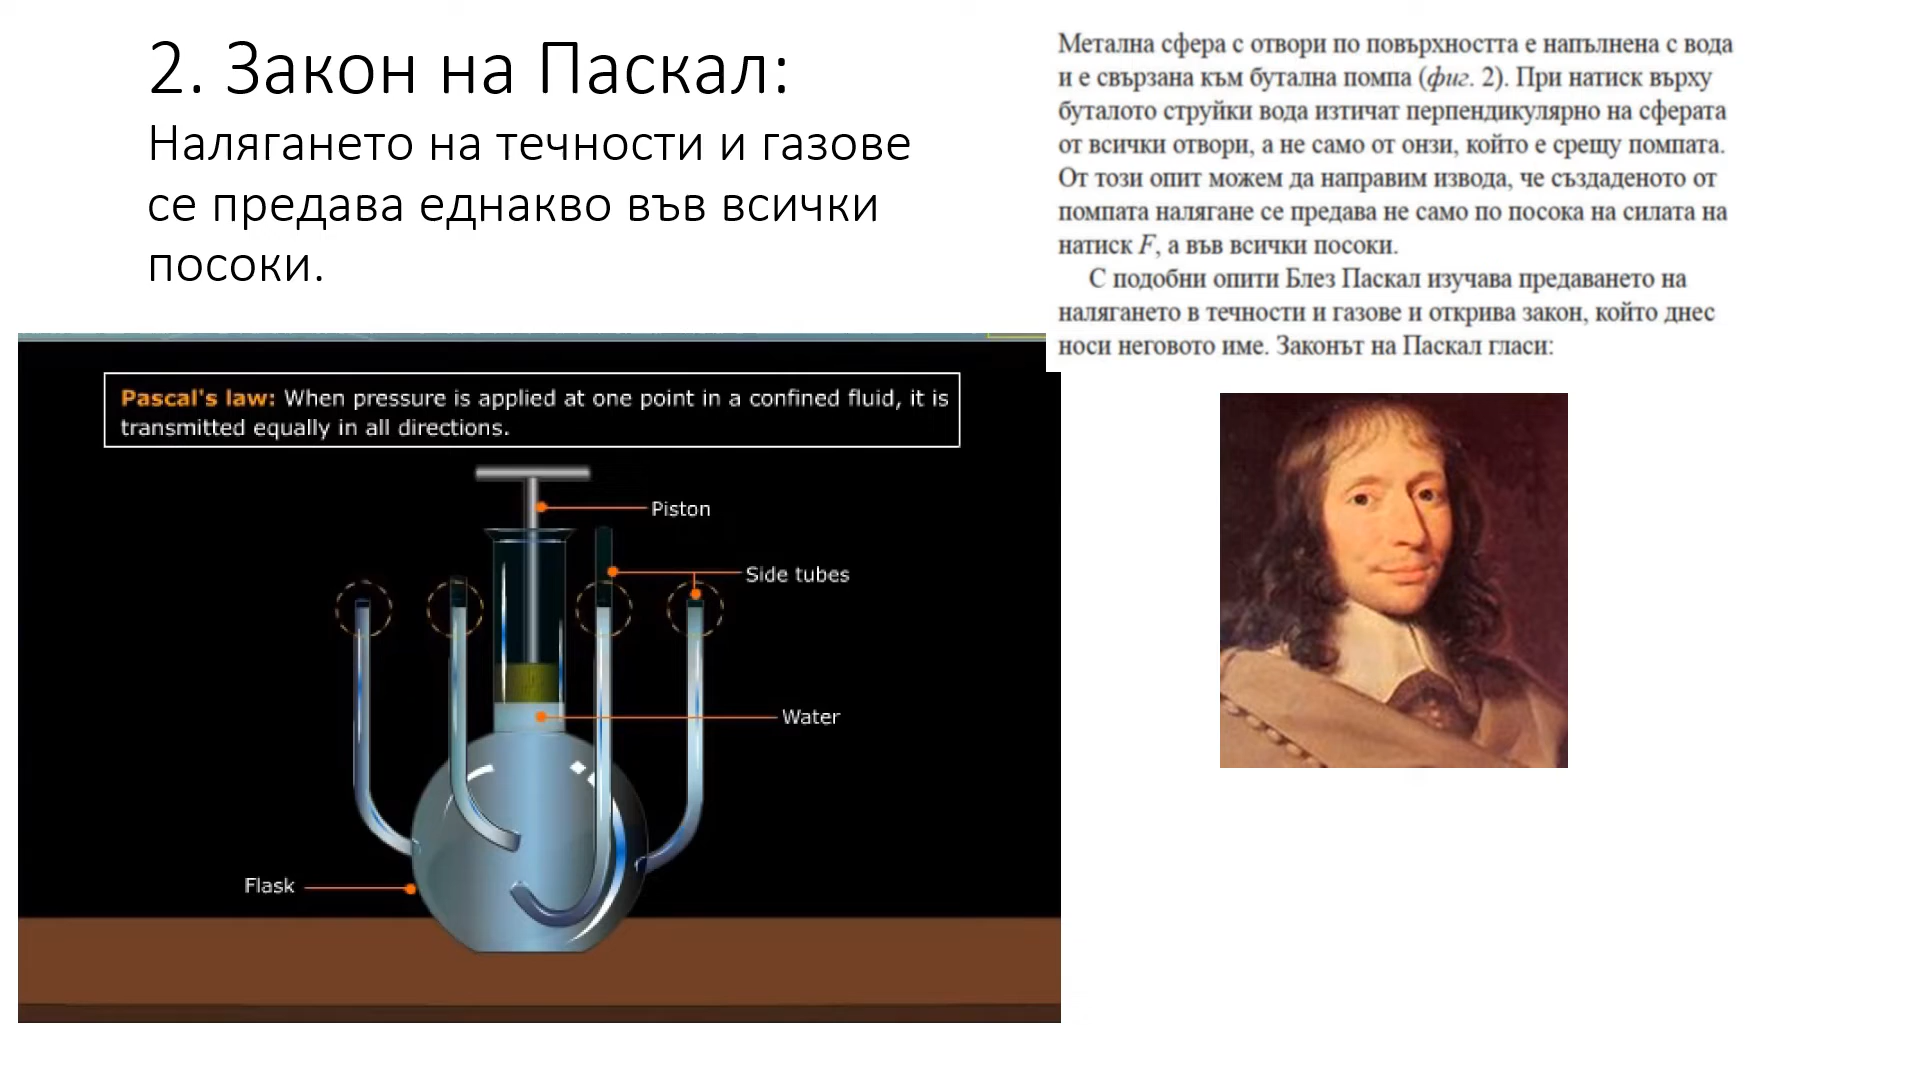 2. Закон на Паскал:
Налягането на течности и газове
се предава еднакво във всички
посоки.
Метална сфера с отвори по повърхността е напълнена с вода
и е свързана към бутална помпа (фиг. 2). При натиск върху
буталото струйки вода изтичат перпендикулярно на сферата
от всички отвори, а не само от онзи, който е срещу помпата.
От този опит можем да направим извода, че създаденото от
помпата налягане се предава не само по посока на силата на
натиск F, а във всички посоки.
С подобни опити Блез Паскал изучава предаването на
налягането в течности и газове и открива закон, който днес
носи неговото име. Законът на Паскал гласи:
Pascal's law: When pressure is applied at one point in a confined fluid, it is
transmitted equally in all directions.
Piston
Side tubes
Water
Flask